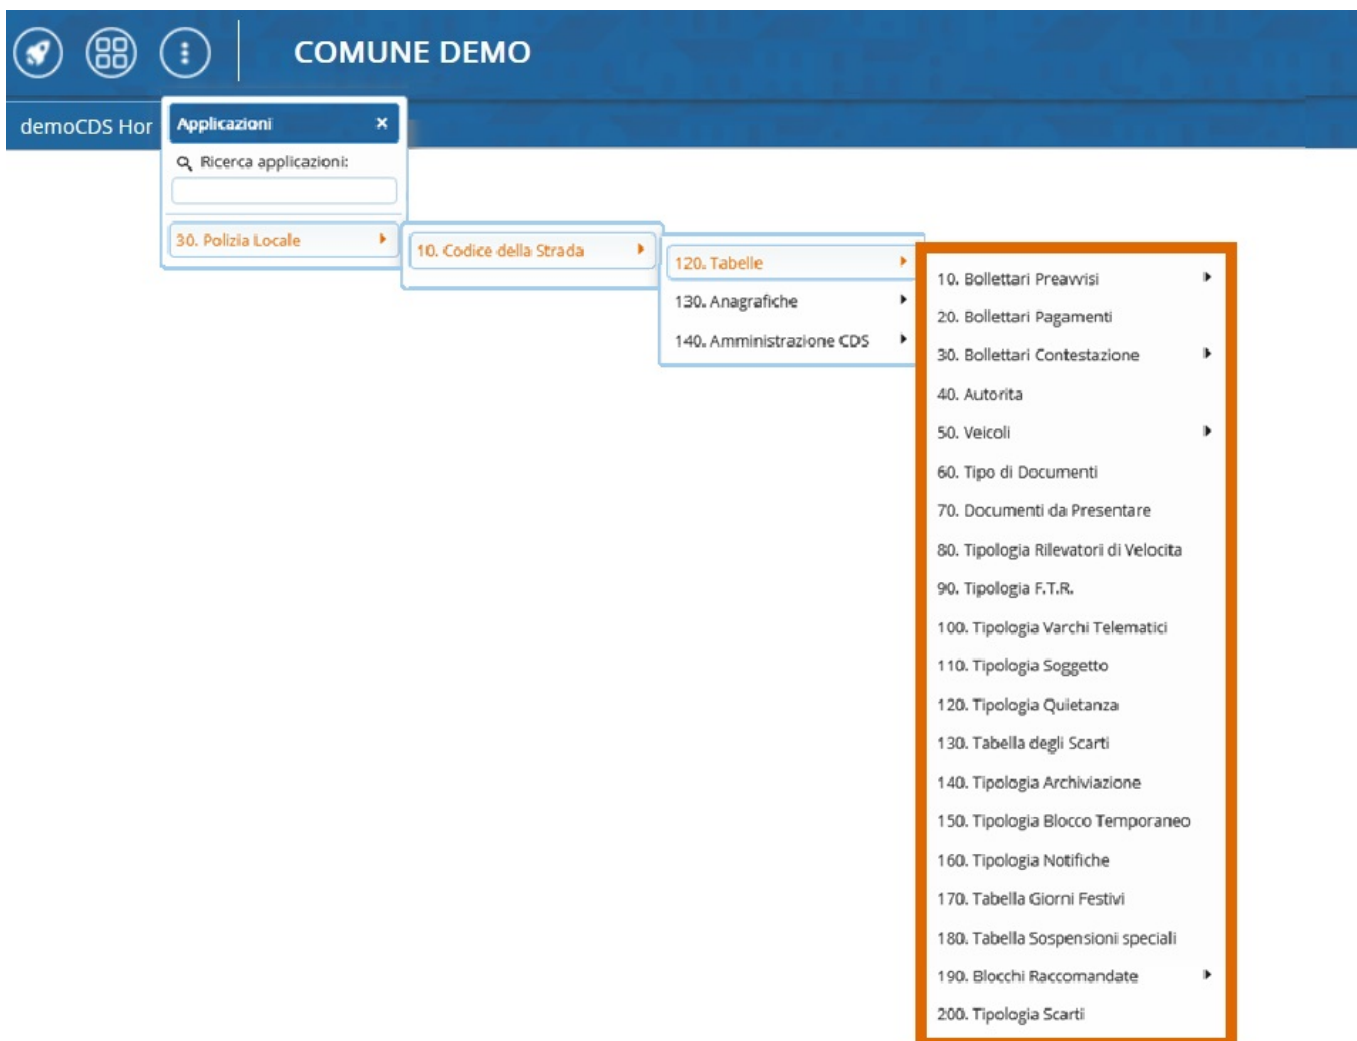 COMUNE DEMO
demoCDS Hor
Applicazioni
Ricerca applicazioni:
30. Polizia Locale
10. Codice della Strada
120. Tabelle
130. Anagrafiche
140. Amministrazione CDS
10. Bollettari Preavvisi
20. Bollettari Pagamenti
30. Bollettari Contestazione
40. Autorita
50. Veicoli
60. Tipo di Documenti
70. Documenti da Presentare
80. Tipologia Rilevatori di Velocita
90. Tipologia F.T.R.
100. Tipologia Varchi Telematici
110. Tipologia Soggetto
120. Tipologia Quietanza
130. Tabella degli Scarti
140. Tipologia Archiviazione
150. Tipologia Blocco Temporaneo
160. Tipologia Notifiche
170. Tabella Giorni Festivi
180. Tabella Sospensioni speciali
190. Blocchi Raccomandate
200. Tipologia Scarti